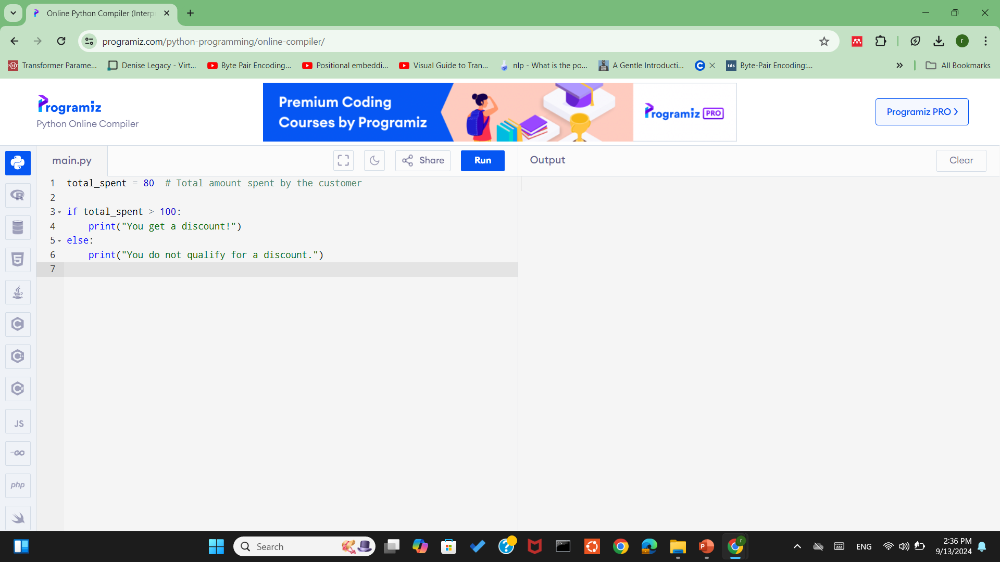 Online Python Compiler (Interp
programiz.com/python-programming/online-compiler/
r
Transformer Parame...
Denise Legacy - Virt...
Byte Pair Encoding...
Positional embeddi...
Visual Guide to Tran...
nlp - What is the po...
A Gentle Introducti...
tds Byte-Pair Encoding:...
All Bookmarks
Programiz
Python Online Compiler
Premium Coding
Courses by Programiz
Programiz PRO
Programiz PRO
main.py
Share
Run
Output
Clear
1 total_spent = 80  # Total amount spent by the customer
2
3 if total_spent > 100:
4     print("You get a discount!")
5 else:
6     print("You do not qualify for a discount.")
7
JS
GO
php
Search
ENG
2:36 PM
9/13/2024